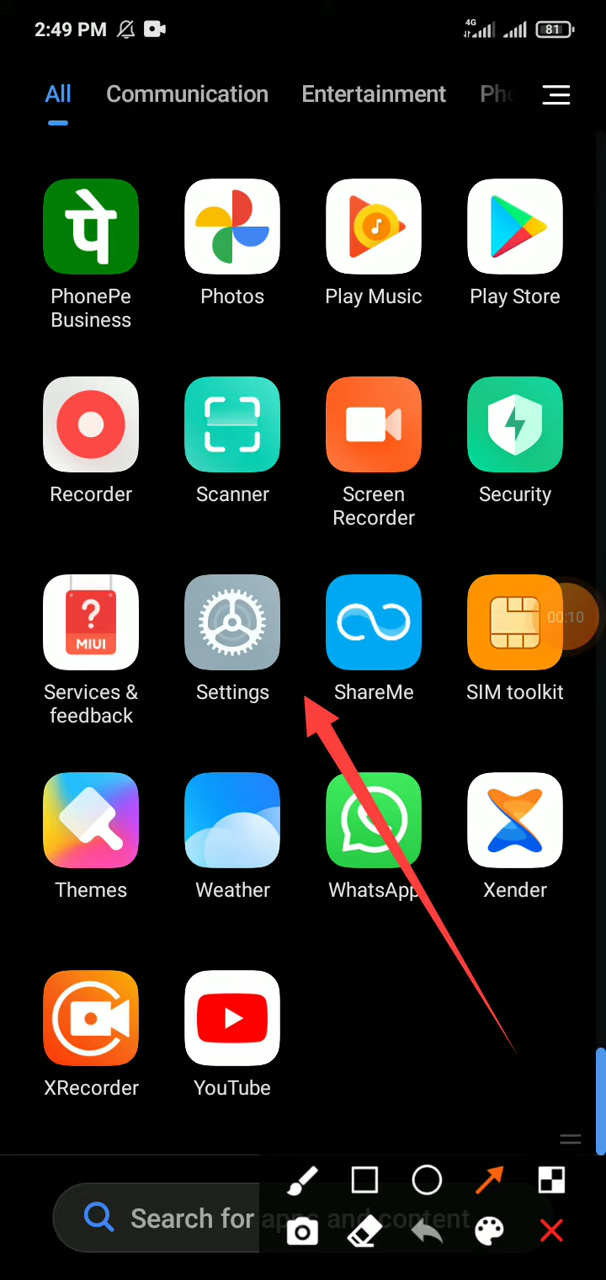 2:49 PM 4G 81
All Communication Entertainment Pho
पे
PhonePe Business
Photos
Play Music
Play Store
Recorder
Scanner
Screen Recorder
Security
?
MIUI
Services & feedback
Settings
ShareMe
SIM toolkit
00:10
Themes
Weather
WhatsApp
Xender
XRecorder
YouTube
Search for apps and content